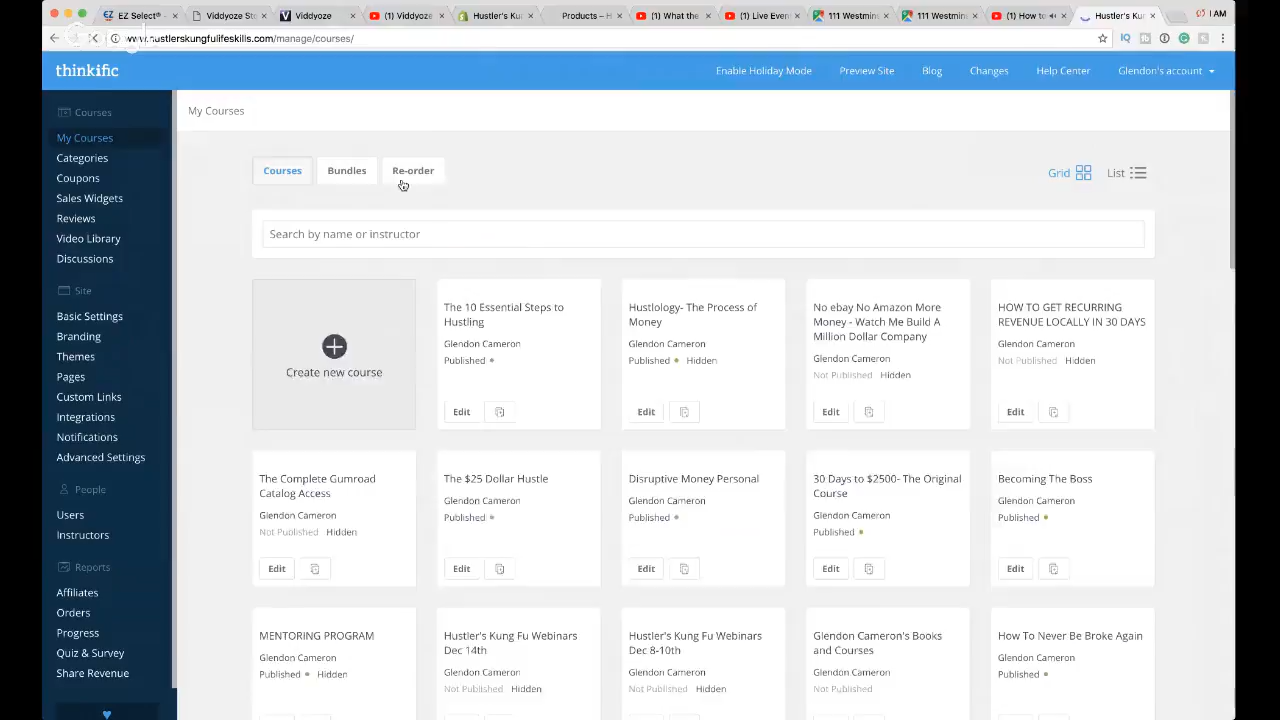 EZ Select
Viddyoze St
Viddyoze
(1) Viddyoz
Hustler's Ku
Products ~ H
(1) What the
(1) Live Even
111 Westmin
111 Westmin
(1) How to
Hustler's Kun
I AM
www.hustlerskungfulifeskills.com/manage/courses/
thinkific
Enable Holiday Mode
Preview Site
Blog
Changes
Help Center
Glendon's account
Courses
My Courses
Categories
Coupons
Sales Widgets
Reviews
Video Library
Discussions
Site
Basic Settings
Branding
Themes
Pages
Custom Links
Integrations
Notifications
Advanced Settings
People
Users
Instructors
Reports
Affiliates
Orders
Progress
Quiz & Survey
Share Revenue
My Courses
Courses
Bundles
Re-order
Grid
List
Search by name or instructor
Create new course
The 10 Essential Steps to
Hustling
Glendon Cameron
Published
Edit
Hustlology- The Process of
Money
Glendon Cameron
Published Hidden
Edit
No ebay No Amazon More
Money - Watch Me Build A
Million Dollar Company
Glendon Cameron
Not Published Hidden
Edit
HOW TO GET RECURRING
REVENUE LOCALLY IN 30 DAYS
Glendon Cameron
Not Published Hidden
Edit
The Complete Gumroad
Catalog Access
Glendon Cameron
Not Published Hidden
Edit
The $25 Dollar Hustle
Glendon Cameron
Published
Edit
Disruptive Money Personal
Glendon Cameron
Published
Edit
30 Days to $2500- The Original
Course
Glendon Cameron
Published
Edit
Becoming The Boss
Glendon Cameron
Published
Edit
MENTORING PROGRAM
Glendon Cameron
Published Hidden
Hustler's Kung Fu Webinars
Dec 14th
Glendon Cameron
Not Published Hidden
Hustler's Kung Fu Webinars
Dec 8-10th
Glendon Cameron
Not Published Hidden
Glendon Cameron's Books
and Courses
Glendon Cameron
Not Published Hidden
How To Never Be Broke Again
Glendon Cameron
Published